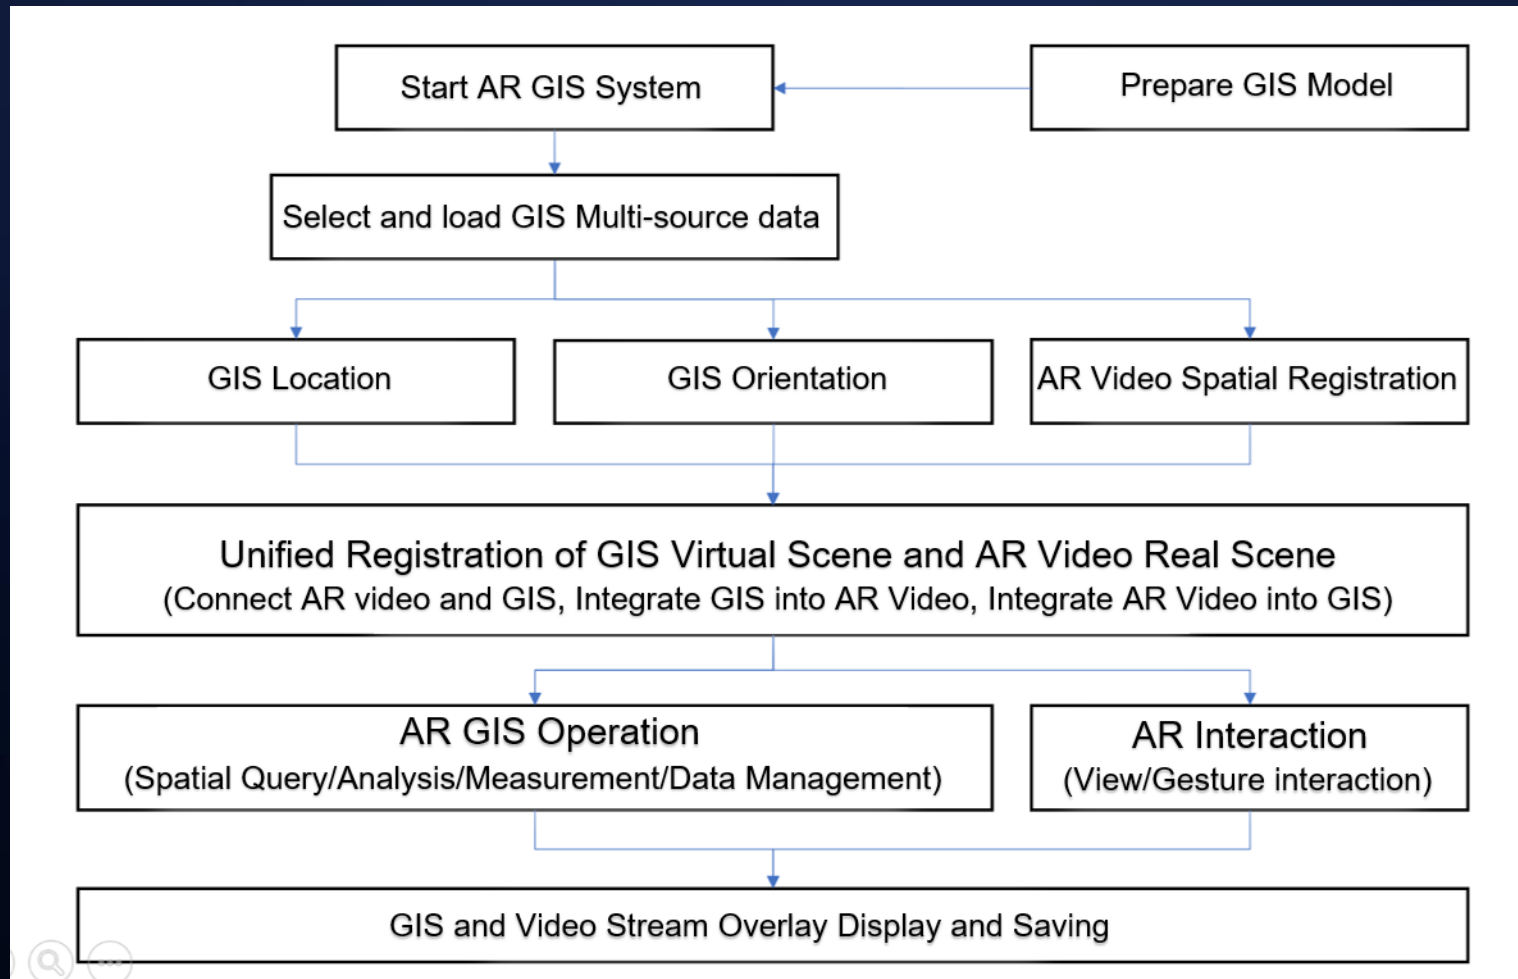 Start AR GIS System
Prepare GIS Model
Select and load GIS Multi-source data
GIS Location
GIS Orientation
AR Video Spatial Registration
Unified Registration of GIS Virtual Scene and AR Video Real Scene
(Connect AR video and GIS, Integrate GIS into AR Video, Integrate AR Video into GIS)
AR GIS Operation
(Spatial Query/Analysis/Measurement/Data Management)
AR Interaction
(View/Gesture interaction)
GIS and Video Stream Overlay Display and Saving